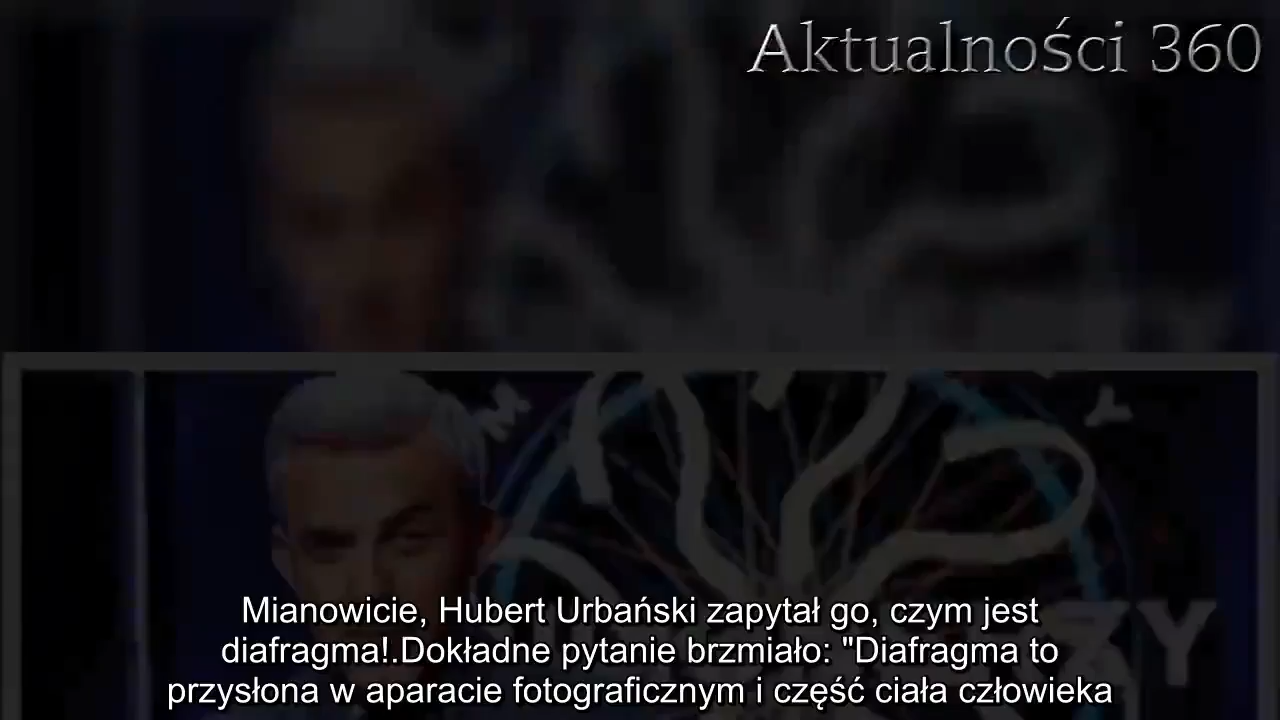 Aktualności 360
ZY
Mianowicie, Hubert Urbański zapytał go, czym jest
diafragma!.Dokładne pytanie brzmiało: "Diafragma to
przysłona w aparacie fotograficznym i część ciała człowieka